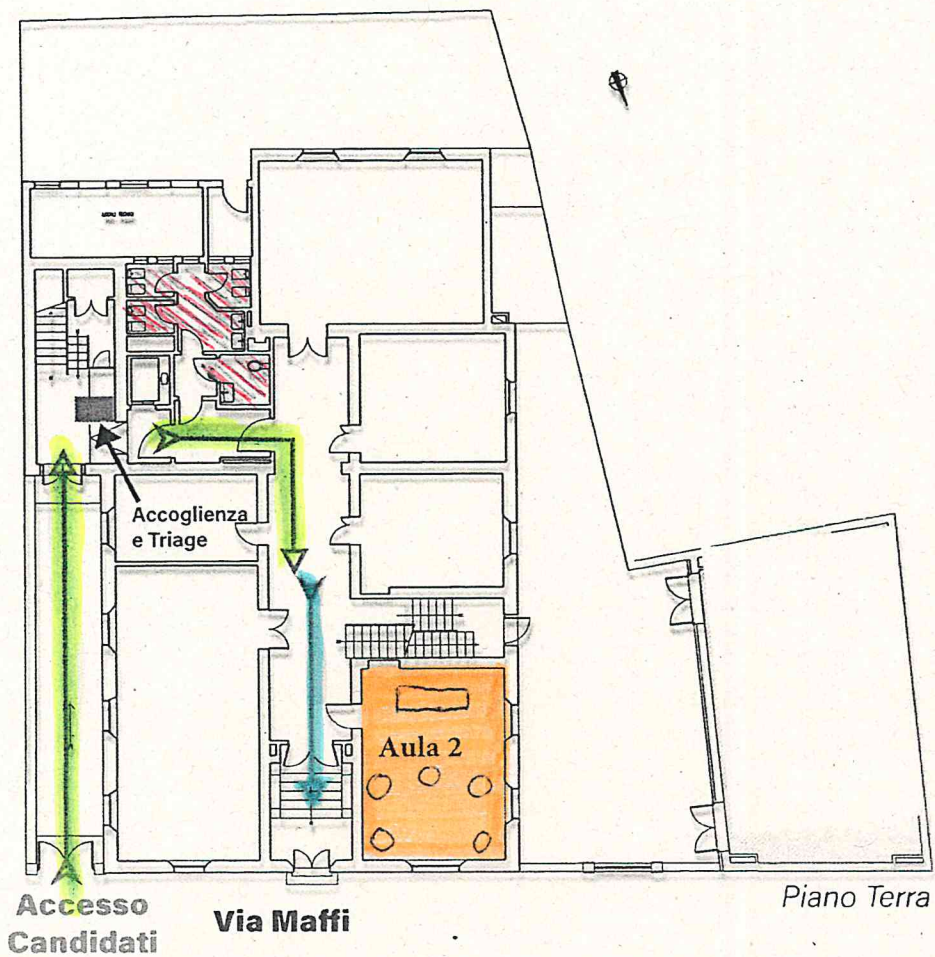 Accoglienza
e Triage
Aula 2
Accesso
Candidati
Via Maffi
Piano Terra